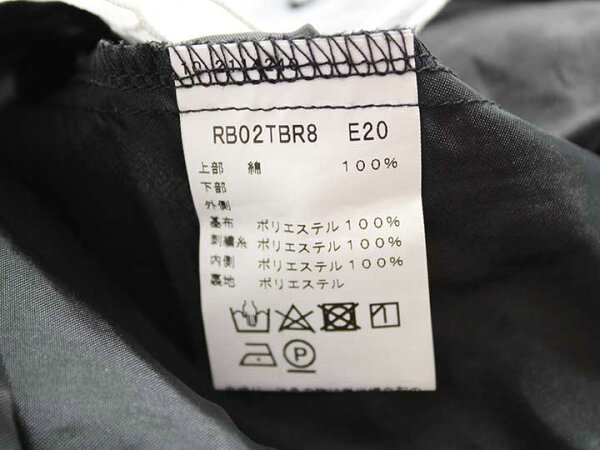 RB02TBR8 E20
上部 綿 100%
下部
外側
基布 ポリエステル100%
刺繍糸 ポリエステル100%
内側 ポリエステル100%
裏地 ポリエステル
P